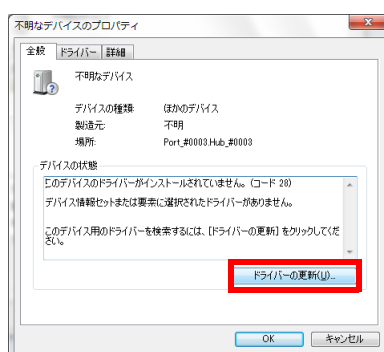 不明なデバイスのプロパティ
全般 ドライバー 詳細
不明なデバイス
デバイスの種類: ほかのデバイス
製造元: 不明
場所: Port_#0003.Hub_#0003
デバイスの状態
このデバイスのドライバーがインストールされていません。 (コード 28)
デバイス情報セットまたは要素に選択されたドライバーがありません。
このデバイス用のドライバーを検索するには、[ドライバーの更新] をクリックしてくだ
さい。
ドライバーの更新(U)...
OK キャンセル